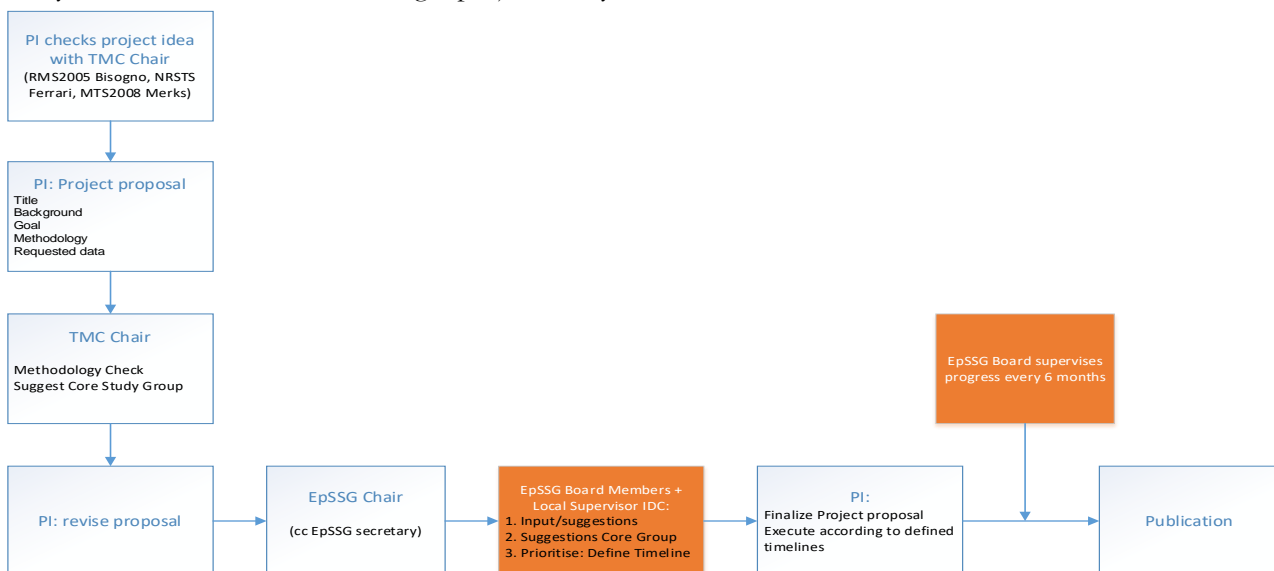 PI checks project idea
with TMC Chair
(RMS2005 Bisogno, NRSTS
Ferrari, MTS2008 Merks)
PI: Project proposal
Title
Background
Goal
Methodology
Requested data
TMC Chair
Methodology Check
Suggest Core Study Group
EpSSG Board supervises
progress every 6 months
PI: revise proposal
EpSSG Chair
(cc EpSSG secretary)
EpSSG Board Members +
Local Supervisor IDC:
1. Input/suggestions
2. Suggestions Core Group
3. Prioritise: Define Timeline
PI:
Finalize Project proposal
Execute according to defined
timelines
Publication